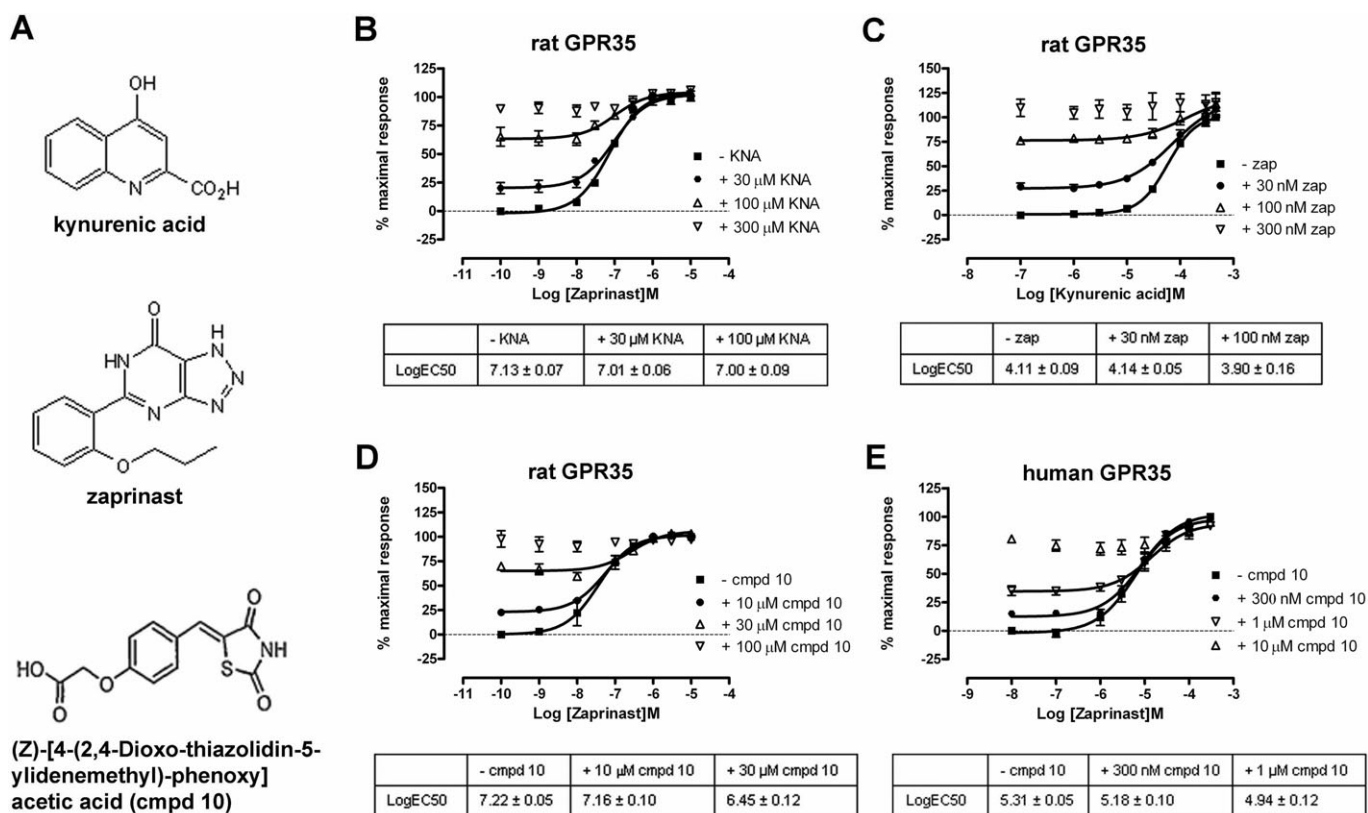 A
OH
N
CO2H
kynurenic acid
O
H
N
HN
N
N
N
O
zaprinast
O
HO
O
O
NH
S
O
(Z)-[4-(2,4-Dioxo-thiazolidin-5-
ylidenemethyl)-phenoxy]
acetic acid (cmpd 10)
B
rat GPR35
% maximal response
125
100
75
50
25
0
-25
- KNA
+ 30 μM KNA
+ 100 μM KNA
+ 300 μM KNA
-11 -10 -9 -8 -7 -6 -5 -4
Log [Zaprinast]M
- KNA + 30 μM KNA + 100 μM KNA
LogEC50 7.13 ± 0.07 7.01 ± 0.06 7.00 ± 0.09
C
rat GPR35
% maximal response
150
125
100
75
50
25
0
-25
- zap
+ 30 nM zap
+ 100 nM zap
+ 300 nM zap
-8 -7 -6 -5 -4 -3
Log [Kynurenic acid]M
- zap + 30 nM zap + 100 nM zap
LogEC50 4.11 ± 0.09 4.14 ± 0.05 3.90 ± 0.16
D
rat GPR35
% maximal response
150
125
100
75
50
25
0
-25
- cmpd 10
+ 10 μM cmpd 10
+ 30 μM cmpd 10
+ 100 μM cmpd 10
-11 -10 -9 -8 -7 -6 -5 -4
Log [Zaprinast]M
- cmpd 10 + 10 μM cmpd 10 + 30 μM cmpd 10
LogEC50 7.22 ± 0.05 7.16 ± 0.10 6.45 ± 0.12
E
human GPR35
% maximal response
125
100
75
50
25
0
-25
- cmpd 10
+ 300 nM cmpd 10
+ 1 μM cmpd 10
+ 10 μM cmpd 10
-9 -8 -7 -6 -5 -4 -3
Log [Zaprinast]M
- cmpd 10 + 300 nM cmpd 10 + 1 μM cmpd 10
LogEC50 5.31 ± 0.05 5.18 ± 0.10 4.94 ± 0.12